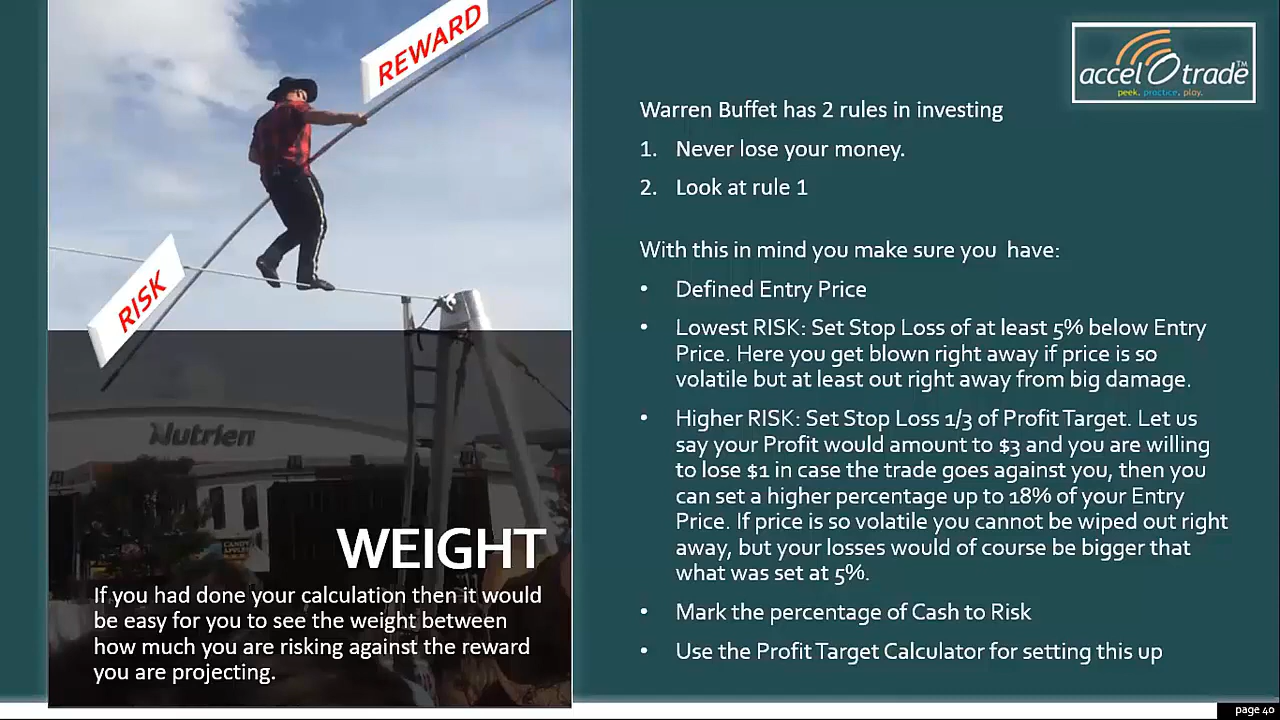 REWARD
RISK
Nutrien
CANDY
APPLES
WEIGHT
If you had done your calculation then it would
be easy for you to see the weight between
how much you are risking against the reward
you are projecting.
accel O trade™
peek. practice. play.
Warren Buffet has 2 rules in investing
1. Never lose your money.
2. Look at rule 1
With this in mind you make sure you have:
• Defined Entry Price
• Lowest RISK: Set Stop Loss of at least 5% below Entry
Price. Here you get blown right away if price is so
volatile but at least out right away from big damage.
• Higher RISK: Set Stop Loss 1/3 of Profit Target. Let us
say your Profit would amount to $3 and you are willing
to lose $1 in case the trade goes against you, then you
can set a higher percentage up to 18% of your Entry
Price. If price is so volatile you cannot be wiped out right
away, but your losses would of course be bigger that
what was set at 5%.
• Mark the percentage of Cash to Risk
• Use the Profit Target Calculator for setting this up
page 40